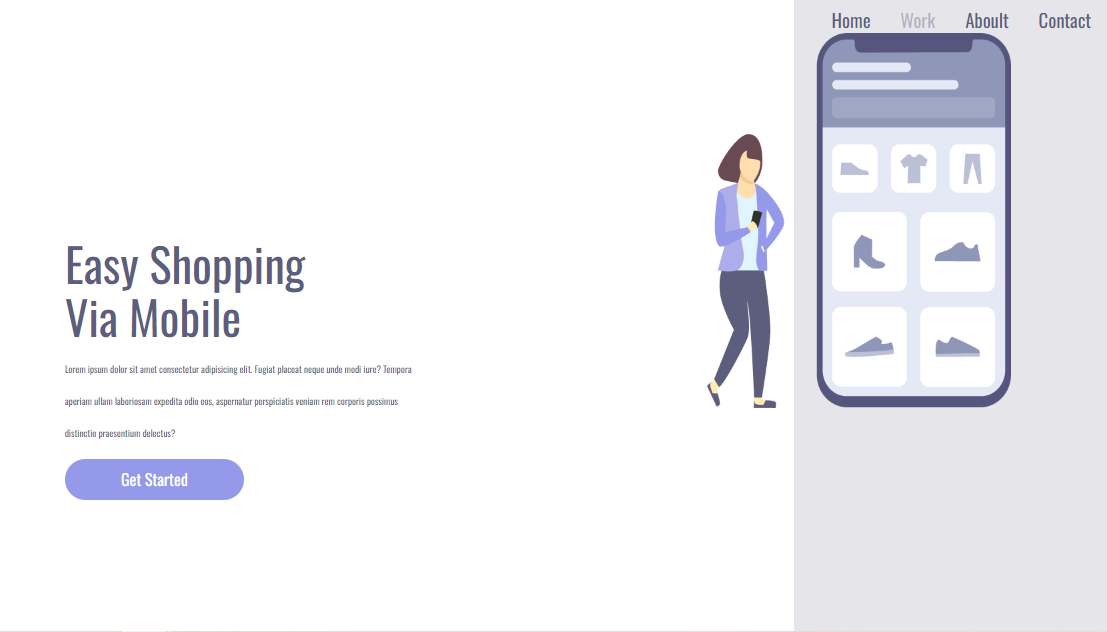 Home Work Aboult Contact
Easy Shopping
Via Mobile
Lorem ipsum dolor sit amet consectetur adipisicing elit. Fugiat placeat neque unde modi iure? Tempora
aperiam ullam laboriosam expedita odio eos, aspernatur perspiciatis veniam rem corporis possimus
distinctio praesentium delectus?
Get Started